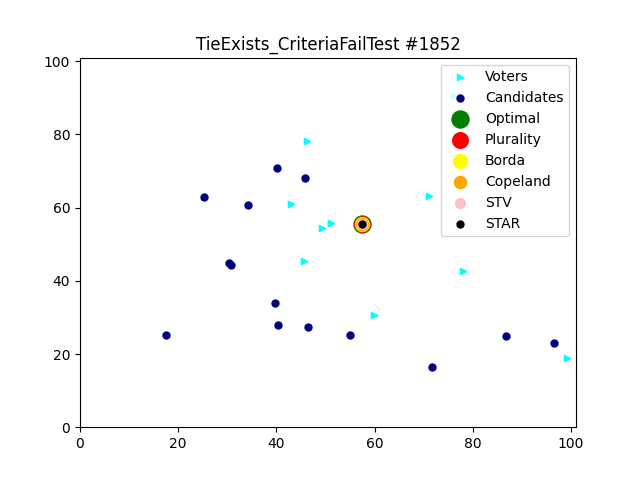 TieExists_CriteriaFailTest #1852
100
80
60
40
20
0
0
20
40
60
80
100
Voters
Candidates
Optimal
Plurality
Borda
Copeland
STV
STAR